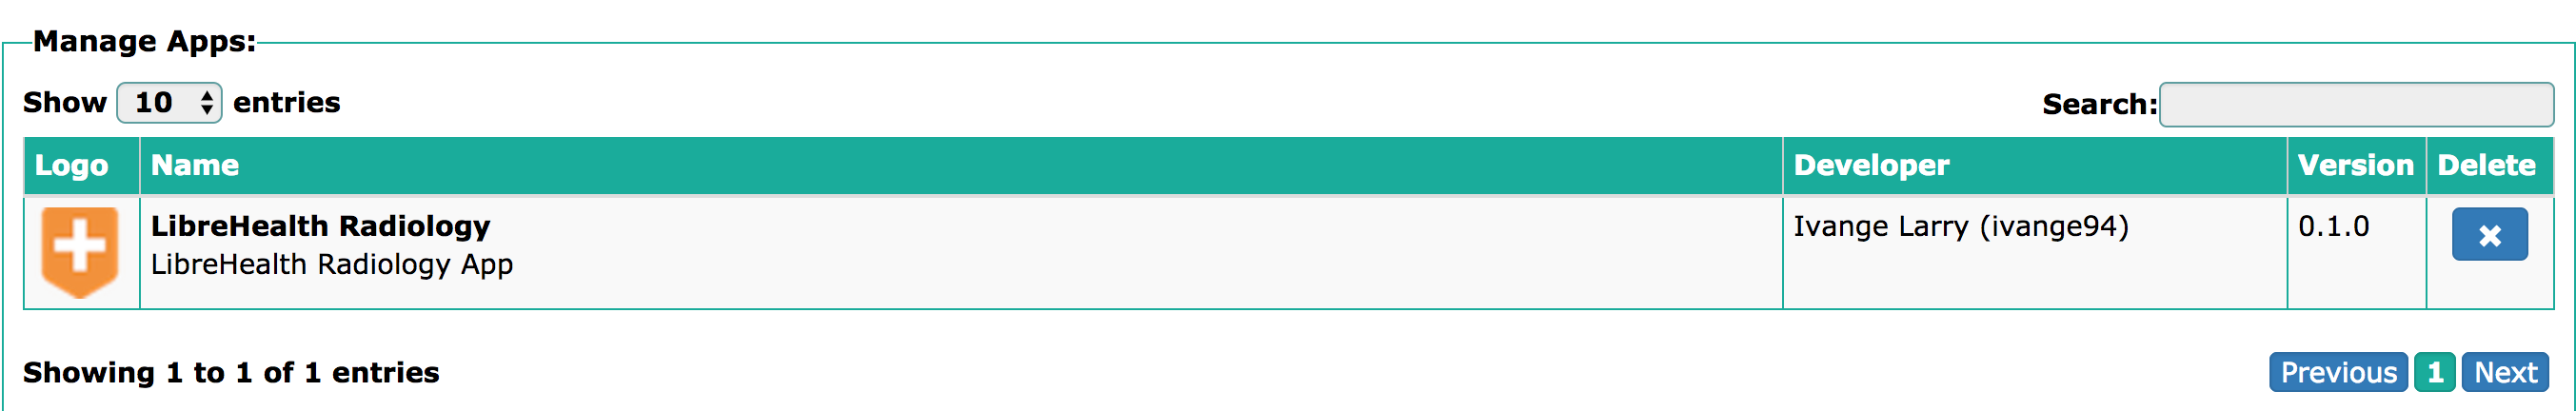 Manage Apps:
Show 10 entries
Search:
Logo Name Developer Version Delete
LibreHealth Radiology Ivange Larry (ivange94) 0.1.0
LibreHealth Radiology App
Showing 1 to 1 of 1 entries
Previous 1 Next